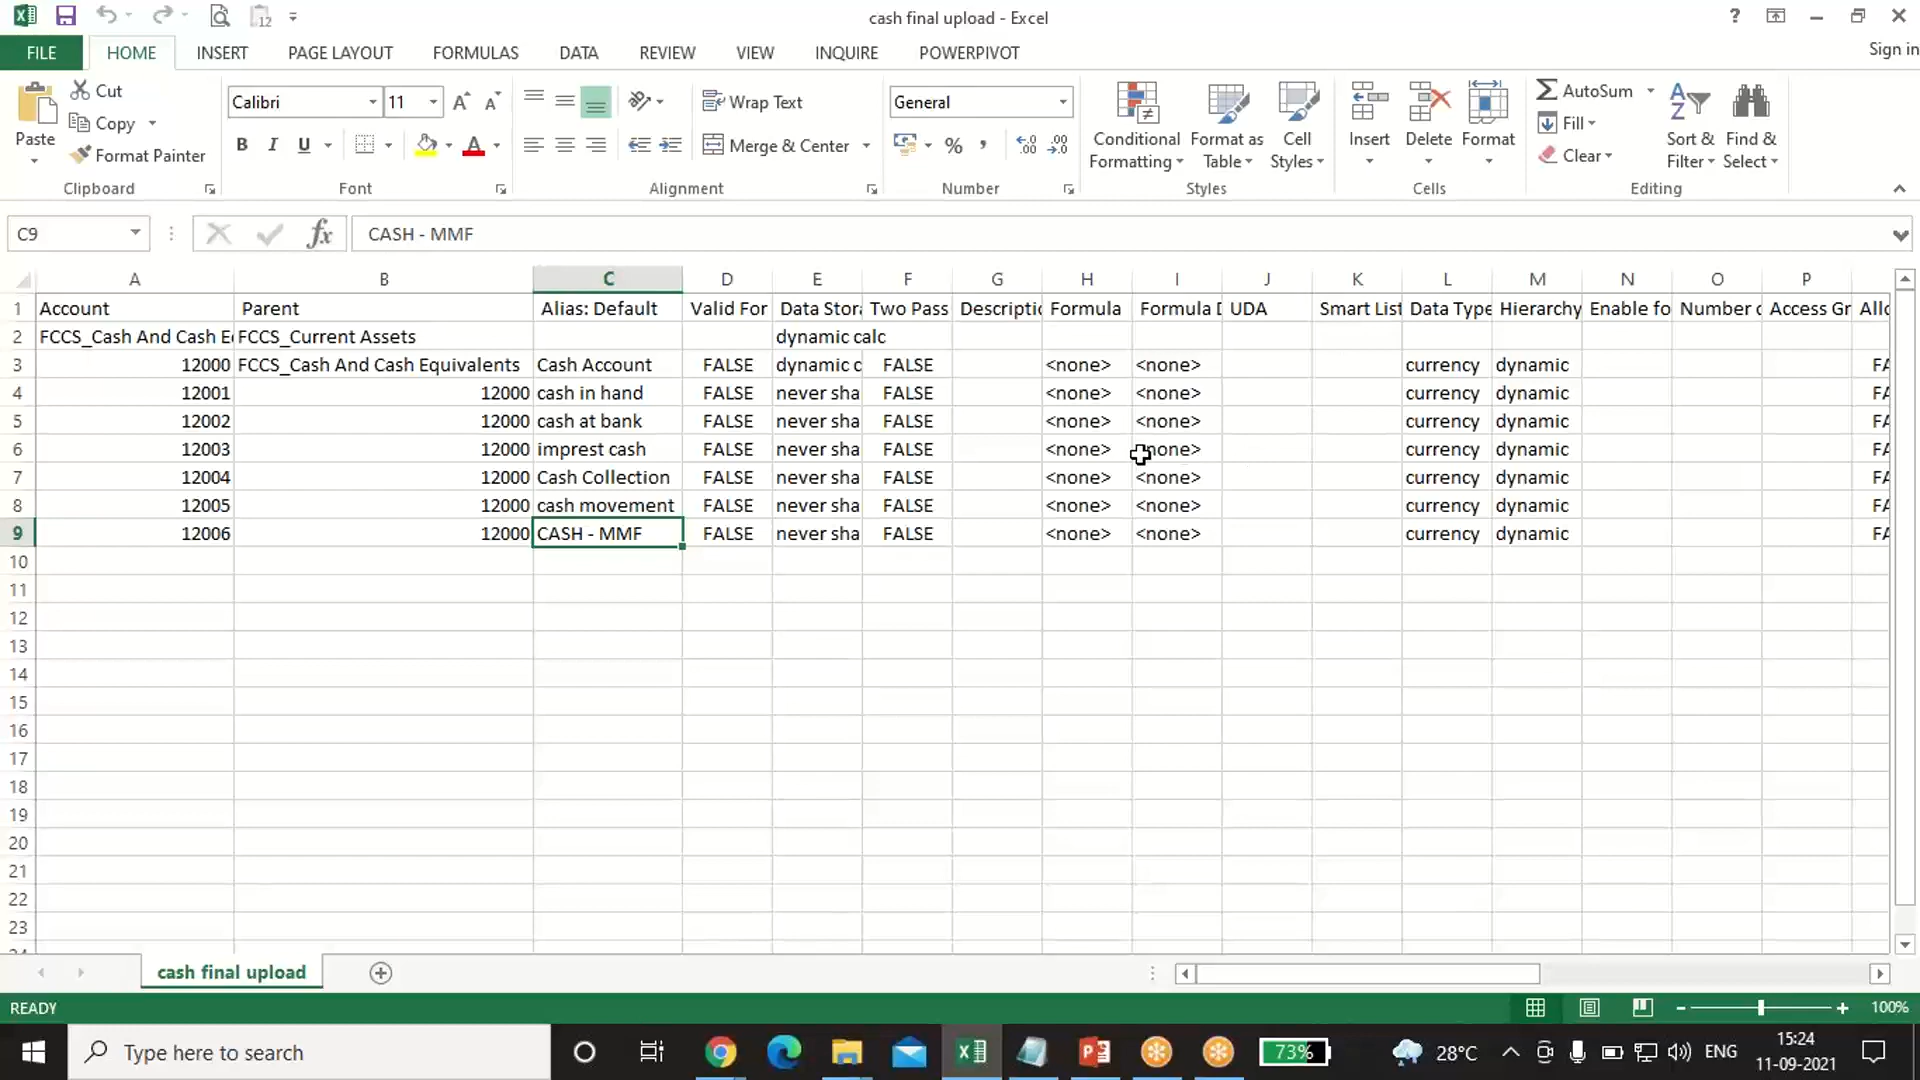 cash final upload - Excel
Sign in
FILE HOME INSERT PAGE LAYOUT FORMULAS DATA REVIEW VIEW INQUIRE POWERPIVOT
Paste
Cut
Copy
Format Painter
Clipboard
Calibri 11
B I U
Font
Wrap Text
Merge & Center
Alignment
General
%
Number
Conditional Formatting
Format as Table
Cell Styles
Styles
Insert
Delete
Format
Cells
AutoSum
Fill
Clear
Sort & Filter
Find & Select
Editing
C9 fx CASH - MMF
A B C D E F G H I J K L M N O P
1 Account Parent Alias: Default Valid For Data Stora Two Pass Descriptio Formula Formula D UDA Smart List Data Type Hierarchy Enable fo Number o Access Gr Allo
2 FCCS_Cash And Cash E FCCS_Current Assets dynamic calc
3 12000 FCCS_Cash And Cash Equivalents Cash Account FALSE dynamic c FALSE <none> <none> currency dynamic FA
4 12001 12000 cash in hand FALSE never sha FALSE <none> <none> currency dynamic FA
5 12002 12000 cash at bank FALSE never sha FALSE <none> <none> currency dynamic FA
6 12003 12000 imprest cash FALSE never sha FALSE <none> none> currency dynamic FA
7 12004 12000 Cash Collection FALSE never sha FALSE <none> <none> currency dynamic FA
8 12005 12000 cash movement FALSE never sha FALSE <none> <none> currency dynamic FA
9 12006 12000 CASH - MMF FALSE never sha FALSE <none> <none> currency dynamic FA
10
11
12
13
14
15
16
17
18
19
20
21
22
23
cash final upload
READY
100%
Type here to search
73%
28°C
ENG
15:24
11-09-2021